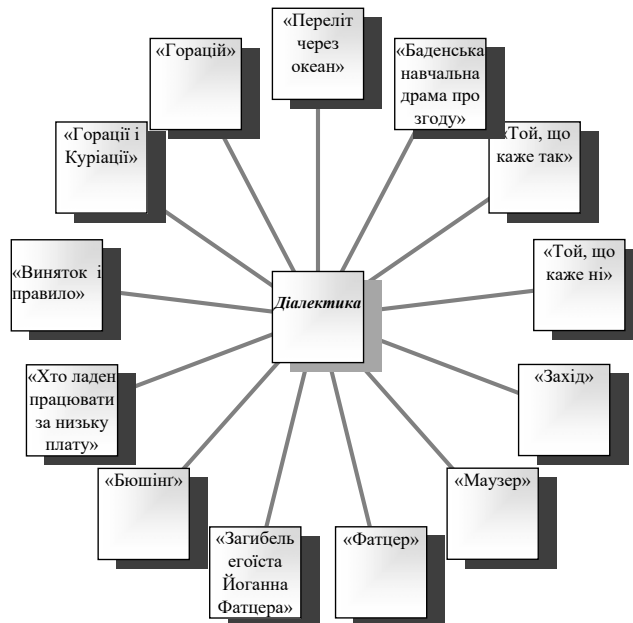 «Переліт
через
океан»
«Баденська
навчальна
драма про
згоду»
«Той, що
каже так»
«Той, що
каже ні»
«Захід»
«Маузер»
«Фатцер»
«Загибель
егоїста
Йоганна
Фатцера»
«Бюшінґ»
«Хто ладен
працювати
за низьку
плату»
«Виняток і
правило»
«Горації і
Куріації»
«Горацій»
Діалектика